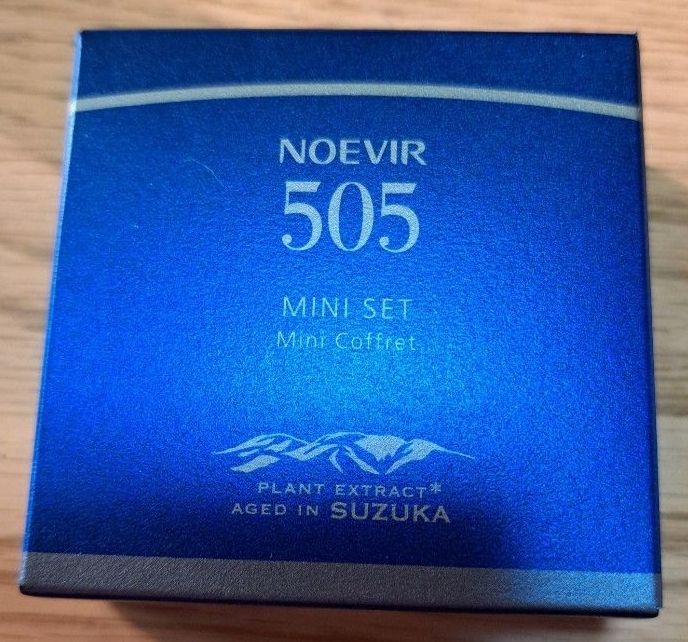 NOEVIR
505
MINI SET
Mini Coffret
PLANT EXTRACT*
AGED IN SUZUKA